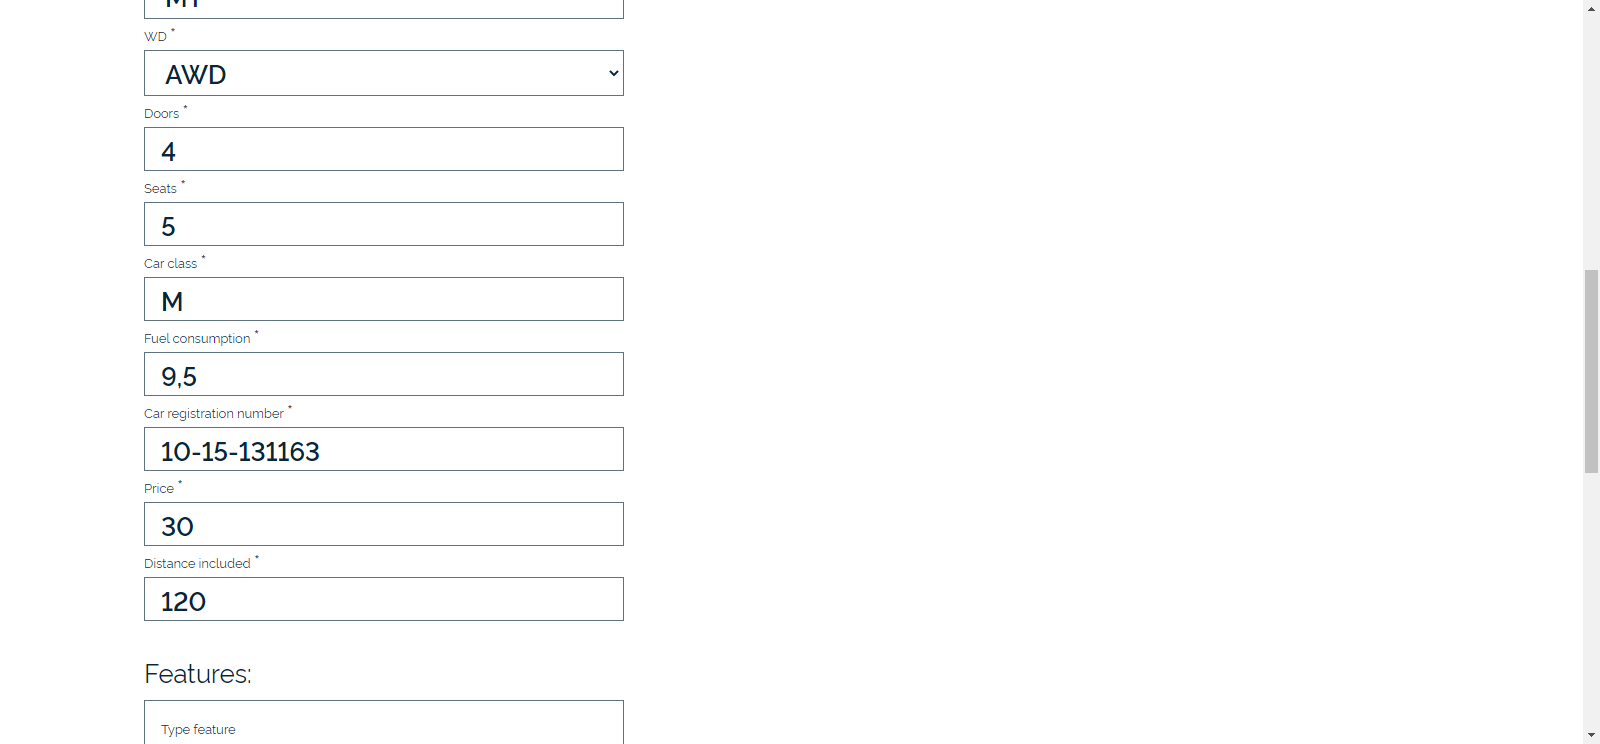 WD *
AWD
Doors *
4
Seats *
5
Car class *
M
Fuel consumption *
9,5
Car registration number *
10-15-131163
Price *
30
Distance included *
120
Features:
Type feature